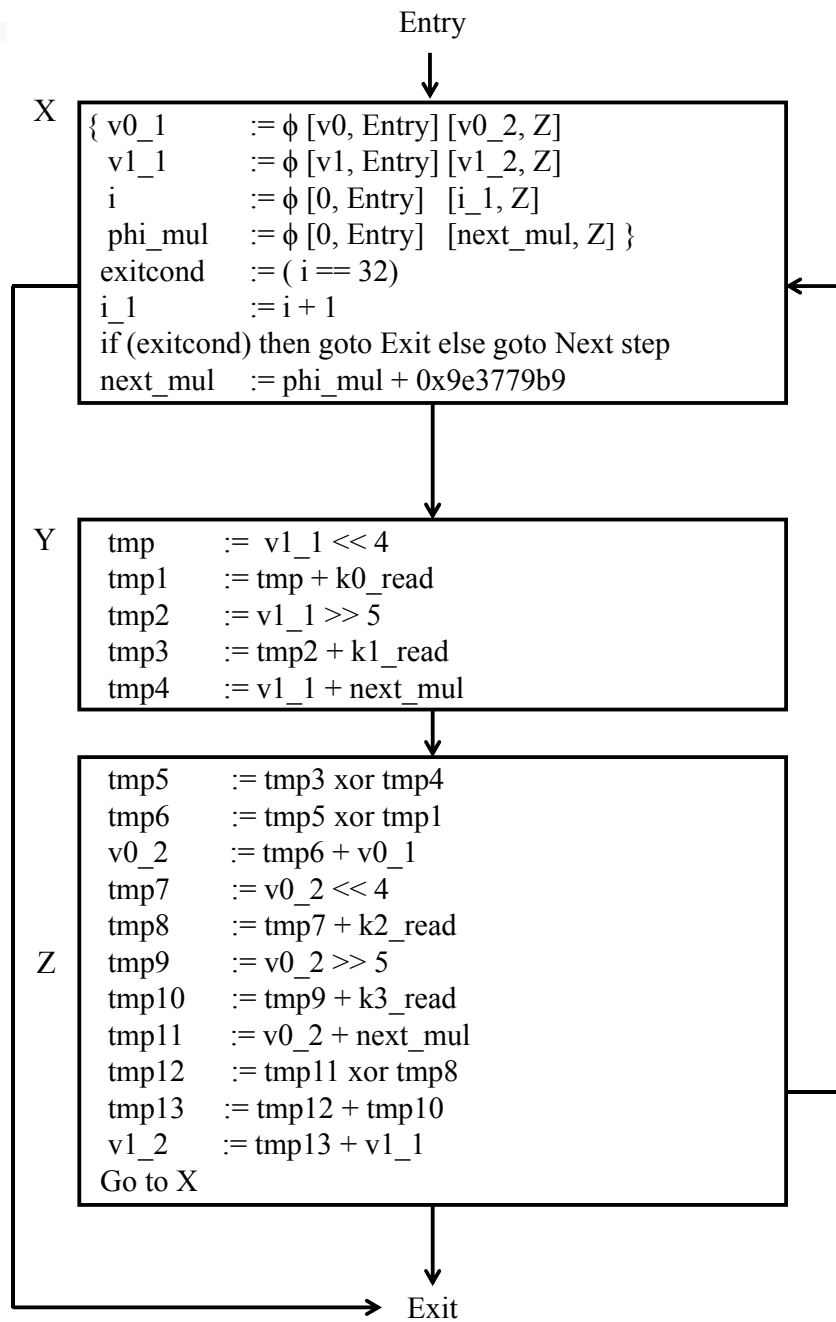 Entry
X
{ v0_1 := ϕ [v0, Entry] [v0_2, Z]
v1_1 := ϕ [v1, Entry] [v1_2, Z]
i := ϕ [0, Entry] [i_1, Z]
phi_mul := ϕ [0, Entry] [next_mul, Z] }
exitcond := ( i == 32)
i_1 := i + 1
if (exitcond) then goto Exit else goto Next step
next_mul := phi_mul + 0x9e3779b9
Y
tmp := v1_1 << 4
tmp1 := tmp + k0_read
tmp2 := v1_1 >> 5
tmp3 := tmp2 + k1_read
tmp4 := v1_1 + next_mul
tmp5 := tmp3 xor tmp4
tmp6 := tmp5 xor tmp1
v0_2 := tmp6 + v0_1
tmp7 := v0_2 << 4
tmp8 := tmp7 + k2_read
Z
tmp9 := v0_2 >> 5
tmp10 := tmp9 + k3_read
tmp11 := v0_2 + next_mul
tmp12 := tmp11 xor tmp8
tmp13 := tmp12 + tmp10
v1_2 := tmp13 + v1_1
Go to X
Exit